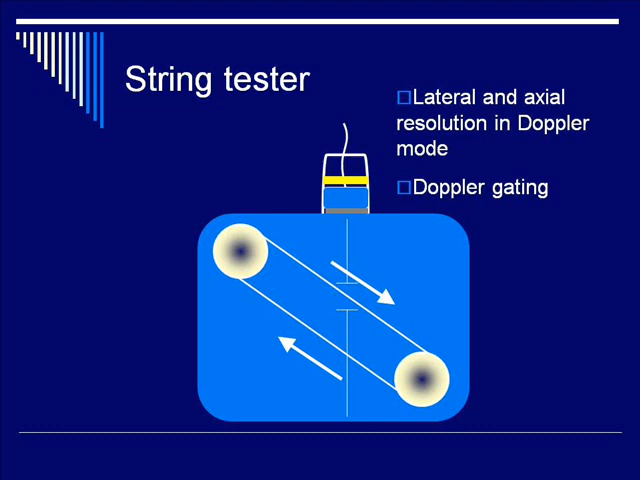 String tester
Lateral and axial
resolution in Doppler
mode
Doppler gating